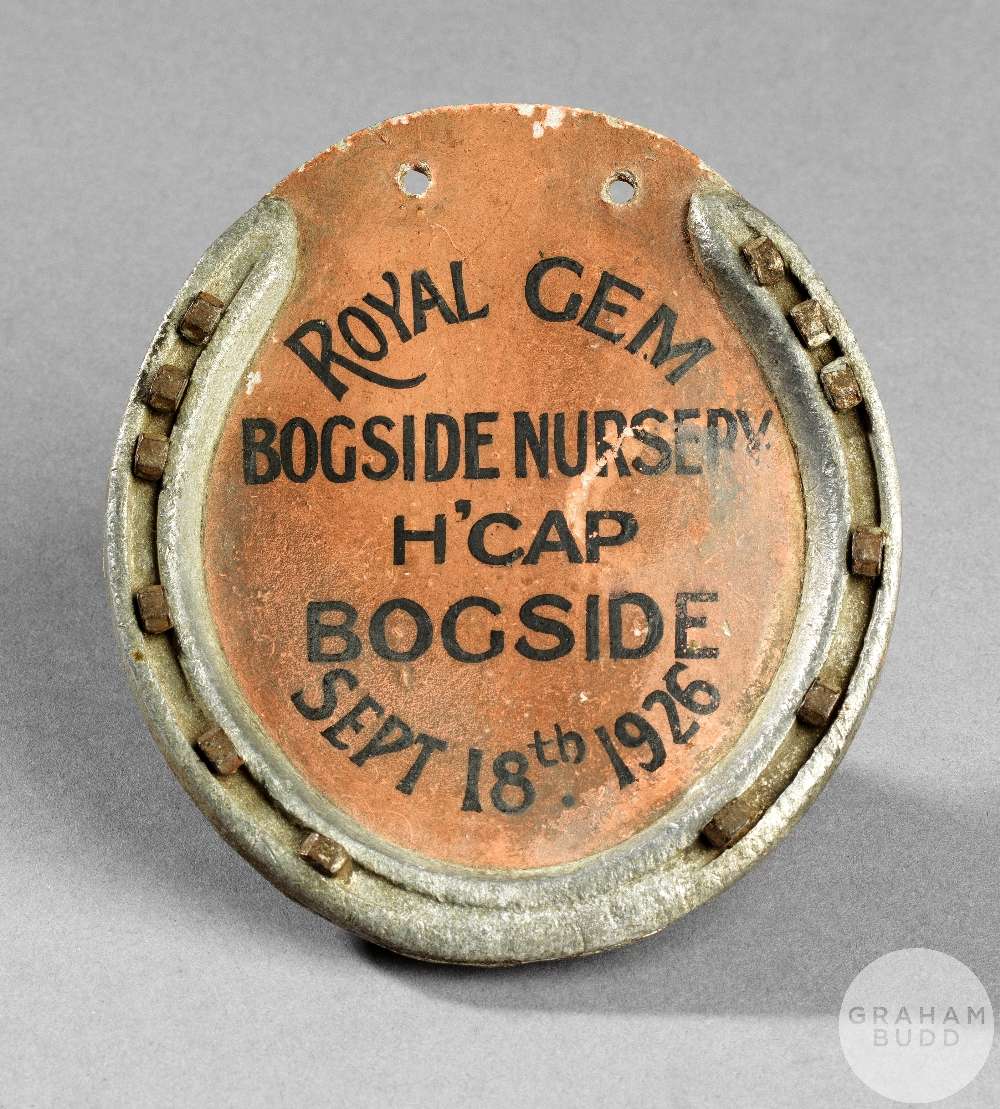 ROYAL GEM
BOGSIDE NURSERY
H'CAP
BOGSIDE
SEPT 18th. 1926
GRAHAM
BUDD